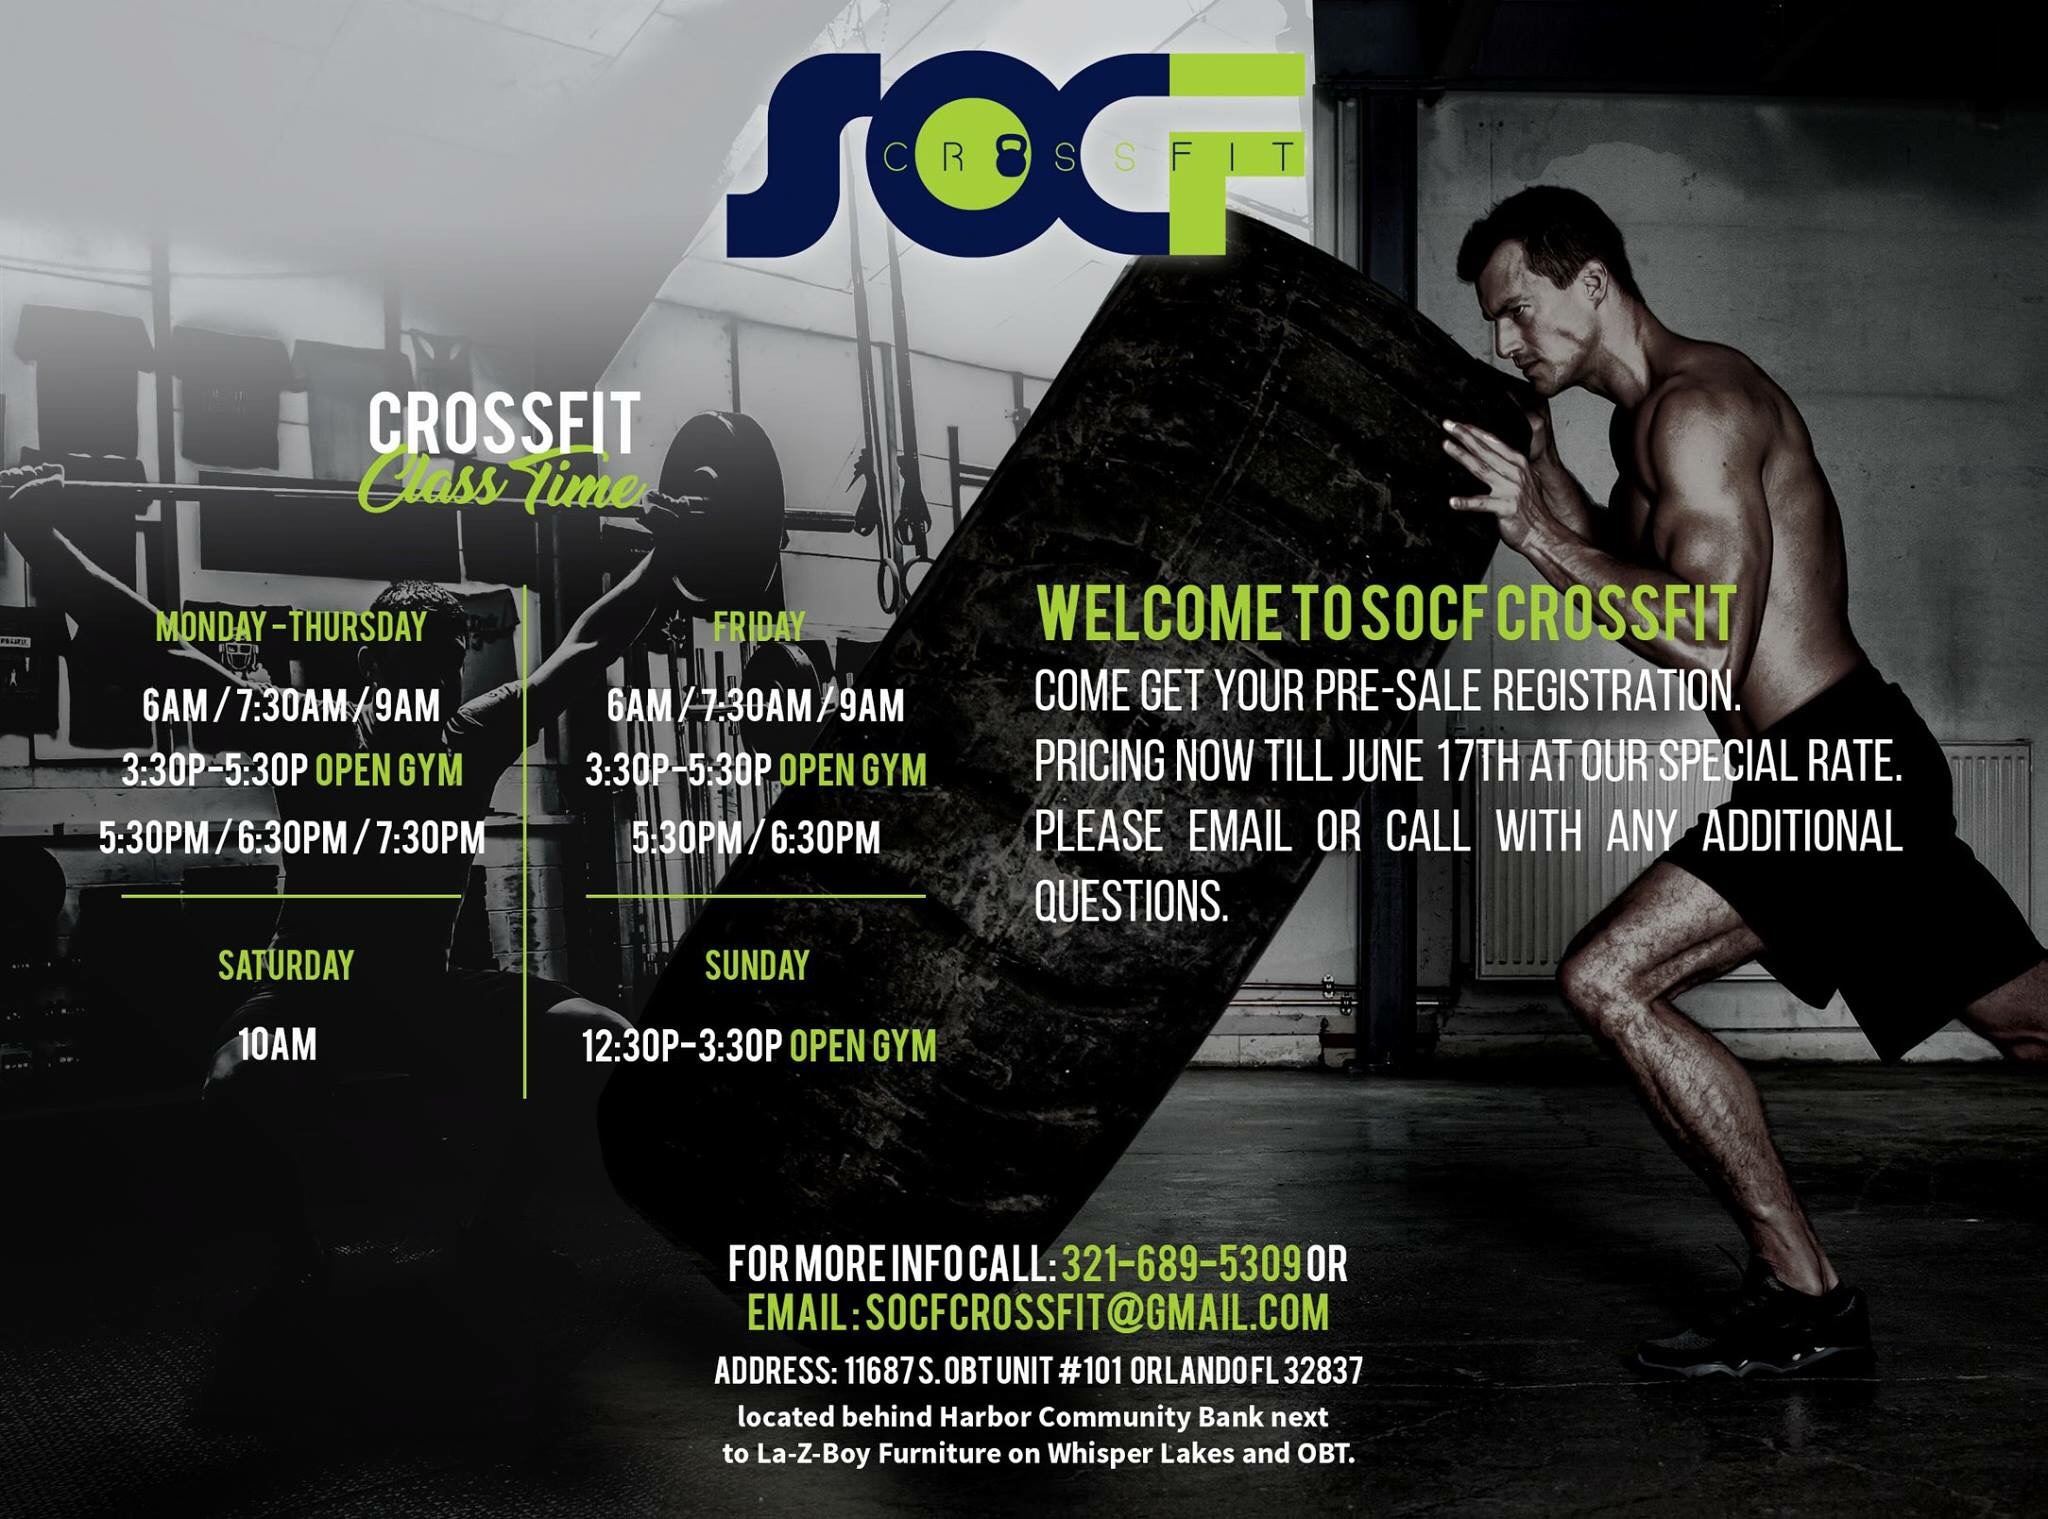 SOCF
CROSSFIT
CROSSFIT
Class Time
MONDAY-THURSDAY
6AM / 7:30AM / 9AM
3:30P-5:30P OPEN GYM
5:30PM / 6:30PM / 7:30PM
FRIDAY
6AM / 7:30AM / 9AM
3:30P-5:30P OPEN GYM
5:30PM / 6:30PM
SATURDAY
10AM
SUNDAY
12:30P-3:30P OPEN GYM
WELCOME TO SOCF CROSSFIT
COME GET YOUR PRE-SALE REGISTRATION.
PRICING NOW TILL JUNE 17TH AT OUR SPECIAL RATE.
PLEASE EMAIL OR CALL WITH ANY ADDITIONAL
QUESTIONS.
FOR MORE INFO CALL: 321-689-5309 OR
EMAIL : SOCFCROSSFIT@GMAIL.COM
ADDRESS: 11687 S. OBT UNIT #101 ORLANDO FL 32837
located behind Harbor Community Bank next
to La-Z-Boy Furniture on Whisper Lakes and OBT.